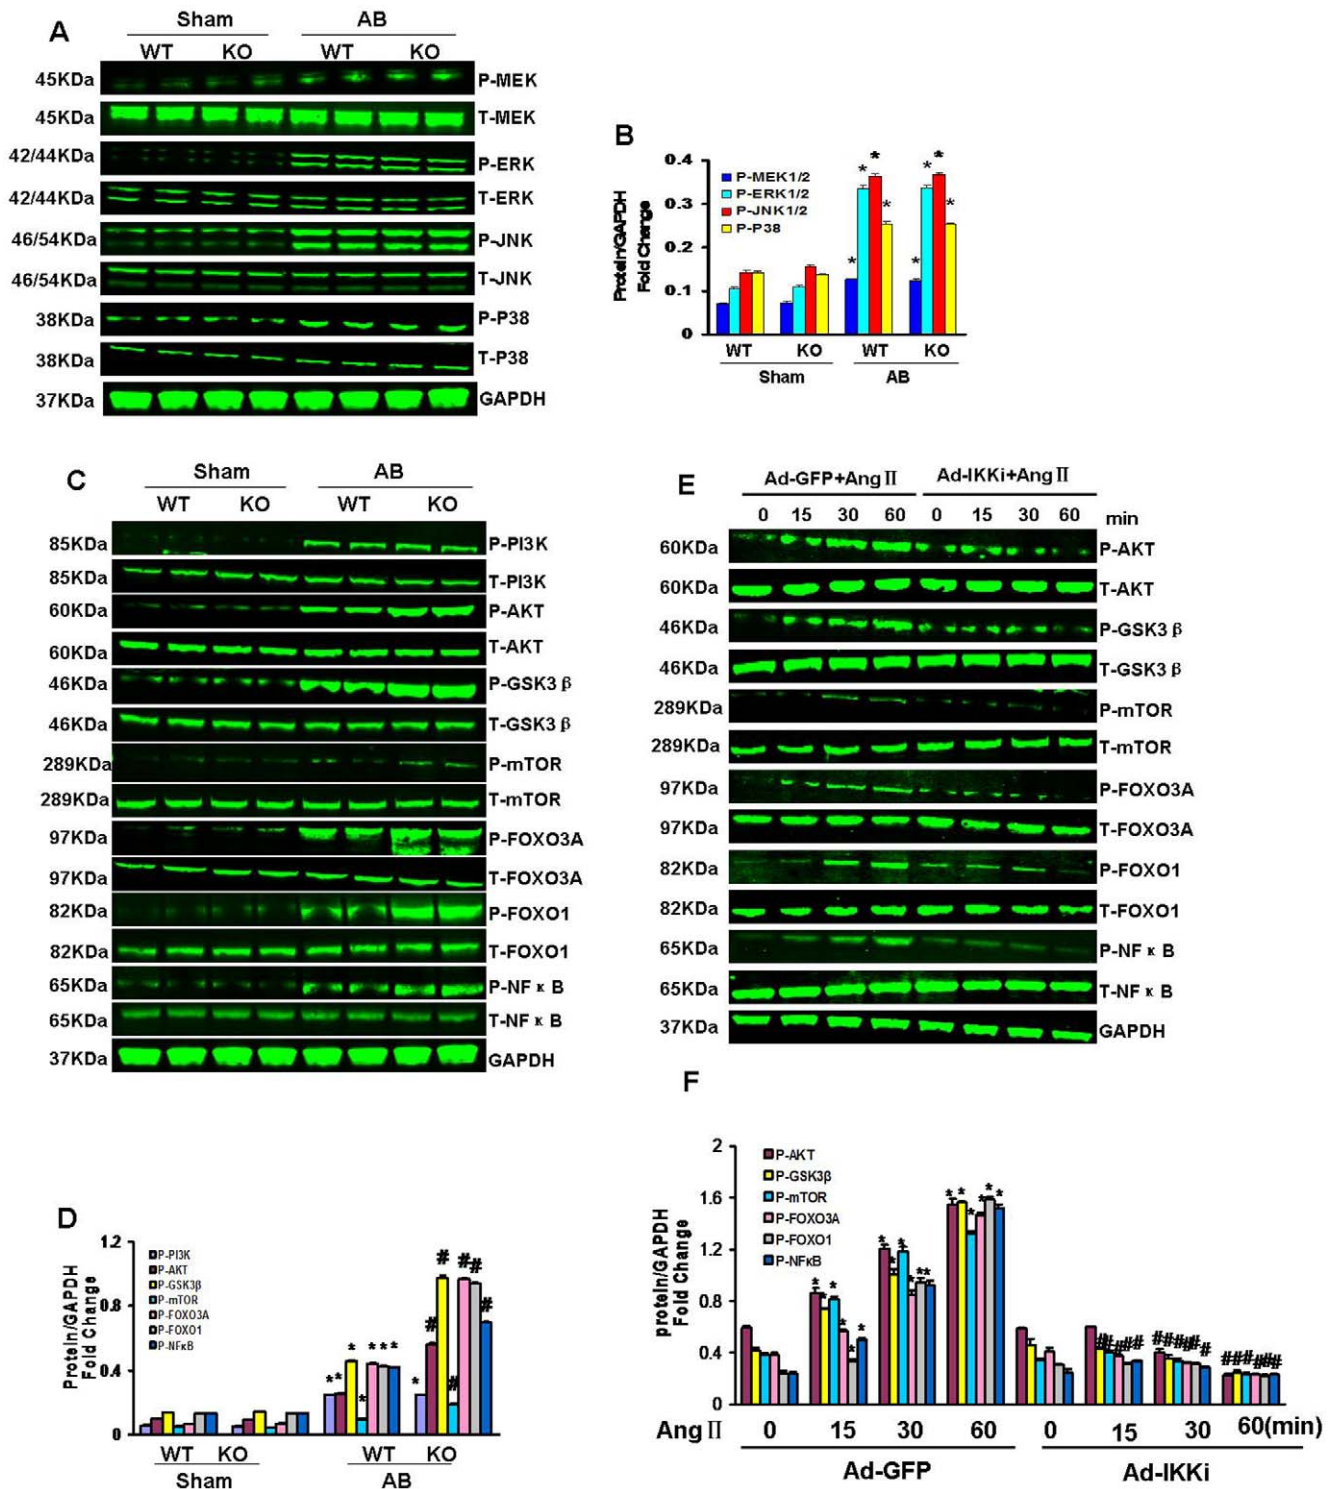 A
Sham AB
WT KO WT KO
45KDa P-MEK
45KDa T-MEK
42/44KDa P-ERK
42/44KDa T-ERK
46/54KDa P-JNK
46/54KDa T-JNK
38KDa P-P38
38KDa T-P38
37KDa GAPDH
B
Protein/GAPDH
Fold Change
0.4
0.3
0.2
0.1
0
P-MEK1/2
P-ERK1/2
P-JNK1/2
P-P38
* * * *
* * * *
WT KO WT KO
Sham AB
C
Sham AB
WT KO WT KO
85KDa P-PI3K
85KDa T-PI3K
60KDa P-AKT
60KDa T-AKT
46KDa P-GSK3 β
46KDa T-GSK3 β
289KDa P-mTOR
289KDa T-mTOR
97KDa P-FOXO3A
97KDa T-FOXO3A
82KDa P-FOXO1
82KDa T-FOXO1
65KDa P-NF κ B
65KDa T-NF κ B
37KDa GAPDH
E
Ad-GFP+Ang II Ad-IKKi+Ang II
0 15 30 60 0 15 30 60 min
60KDa P-AKT
60KDa T-AKT
46KDa P-GSK3 β
46KDa T-GSK3 β
289KDa P-mTOR
289KDa T-mTOR
97KDa P-FOXO3A
97KDa T-FOXO3A
82KDa P-FOXO1
82KDa T-FOXO1
65KDa P-NF κ B
65KDa T-NF κ B
37KDa GAPDH
D
Protein/GAPDH
Fold Change
1.2
0.8
0.4
0
P-PI3K
P-AKT
P-GSK3β
P-mTOR
P-FOXO3A
P-FOXO1
P-NFκB
* * * * * * *
* # # # # # #
WT KO WT KO
Sham AB
F
protein/GAPDH
Fold Change
2
1.6
1.2
0.8
0.4
0
P-AKT
P-GSK3β
P-mTOR
P-FOXO3A
P-FOXO1
P-NFκB
* * * * * *
* * * * * *
* * * * * *
# # # # #
# # # # # #
# # # # # #
Ang II 0 15 30 60 0 15 30 60(min)
Ad-GFP Ad-IKKi